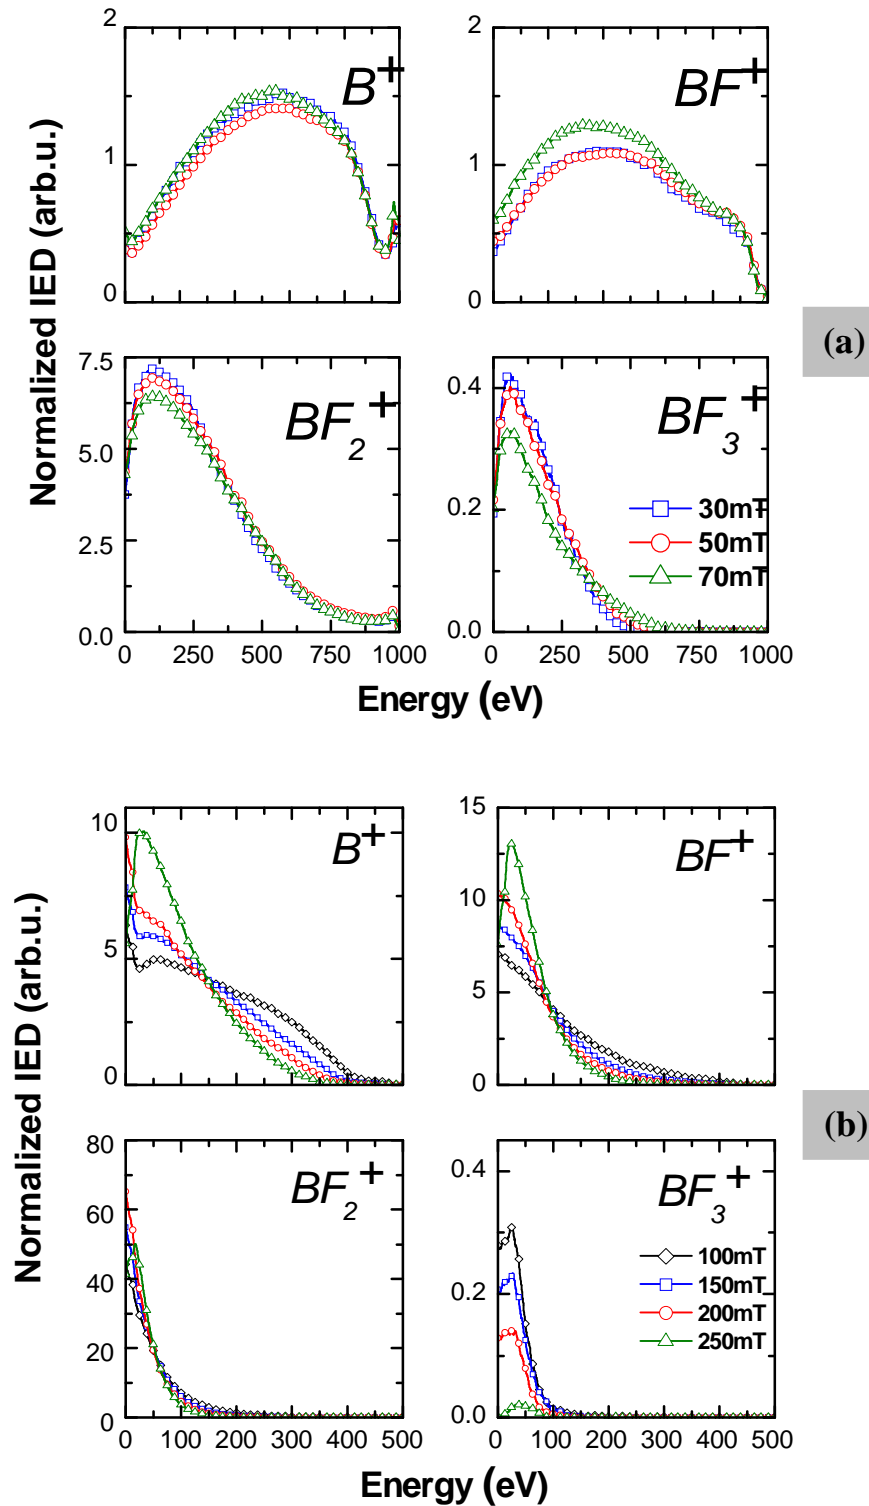 Normalized IED (arb.u.)
2
1
0
B+
2
1
0
BF+
7.5
5.0
2.5
0.0
BF2+
0 250 500 750 1000
0.4
0.2
0.0
BF3+
30mT
50mT
70mT
0 250 500 750 1000
Energy (eV)
(a)
Normalized IED (arb.u.)
10
5
0
B+
15
10
5
0
BF+
80
60
40
20
0
BF2+
0 100 200 300 400 500
0.4
0.2
0.0
BF3+
100mT
150mT
200mT
250mT
0 100 200 300 400 500
Energy (eV)
(b)